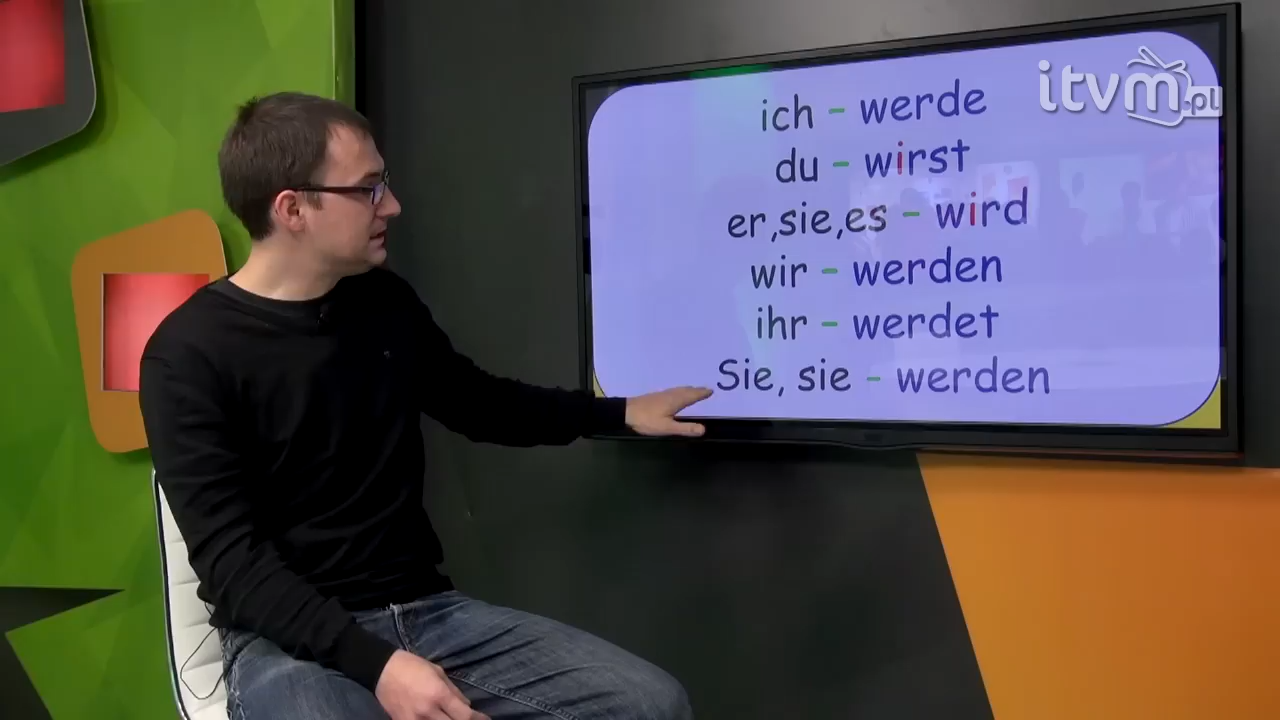 itvm.pl
ich - werde
du - wirst
er,sie,es - wird
wir - werden
ihr - werdet
Sie, sie - werden